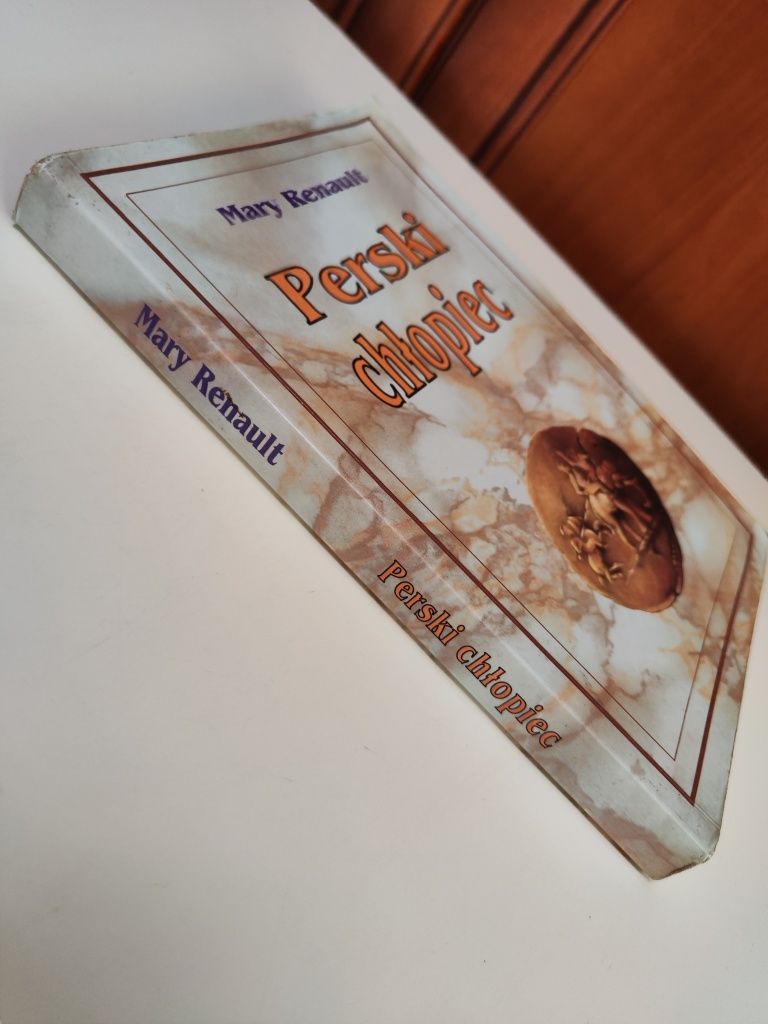 Mary Renault
Perski
chłopiec
Mary Renault
Perski chłopiec